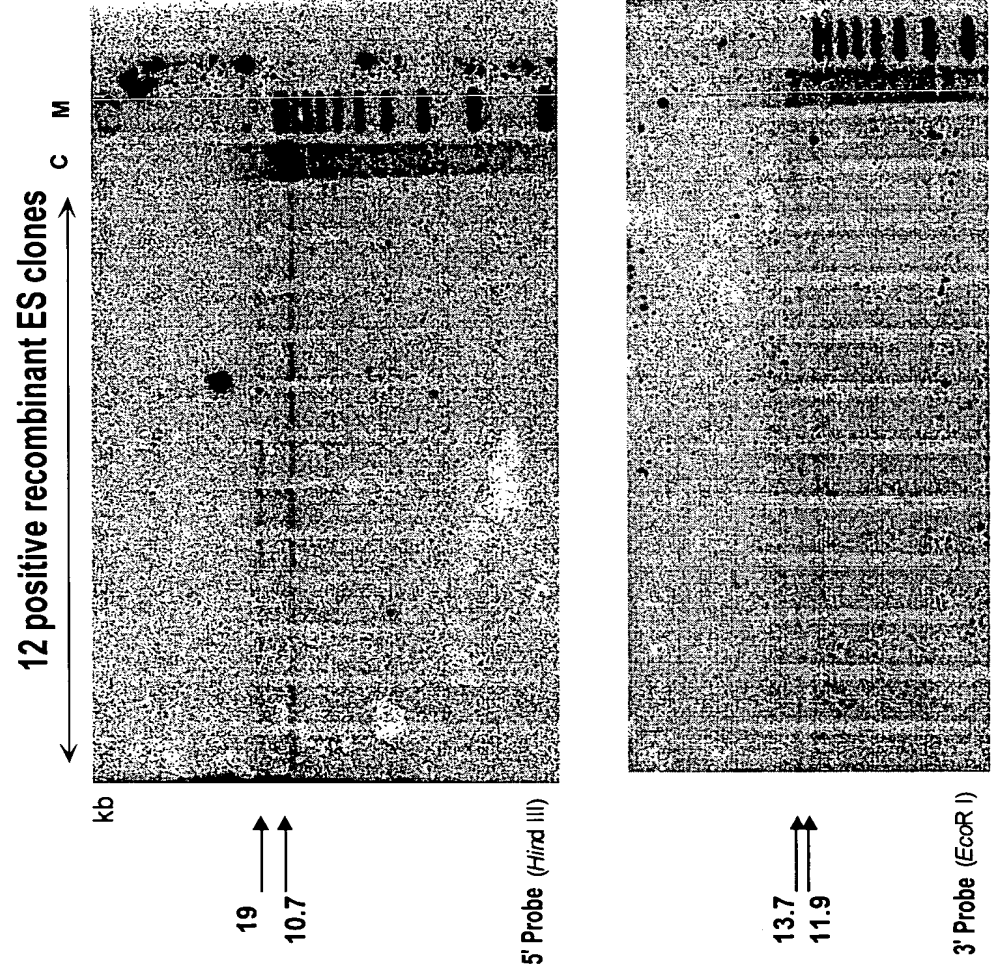 12 positive recombinant ES clones
C M
kb
19
10.7
5' Probe (Hind III)
13.7
11.9
3' Probe (EcoR I)